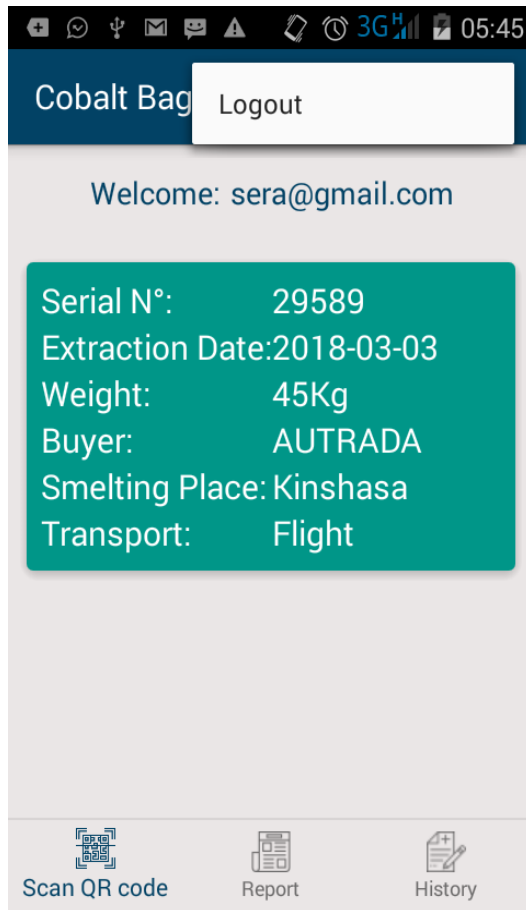 3G H 05:45
Cobalt Bag
Logout
Welcome: sera@gmail.com
Serial N°: 29589
Extraction Date:2018-03-03
Weight: 45Kg
Buyer: AUTRADA
Smelting Place: Kinshasa
Transport: Flight
Scan QR code Report History